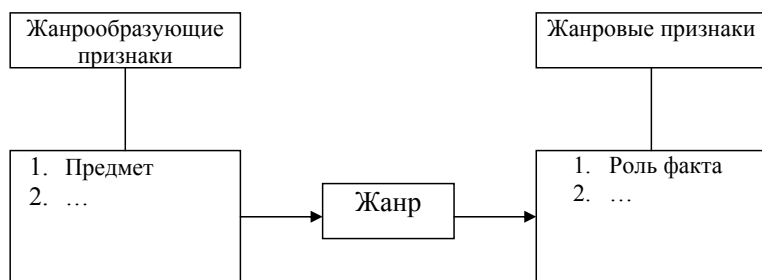 Жанрообразующие
признаки
Жанровые признаки
1. Предмет
2. …
Жанр
1. Роль факта
2. …